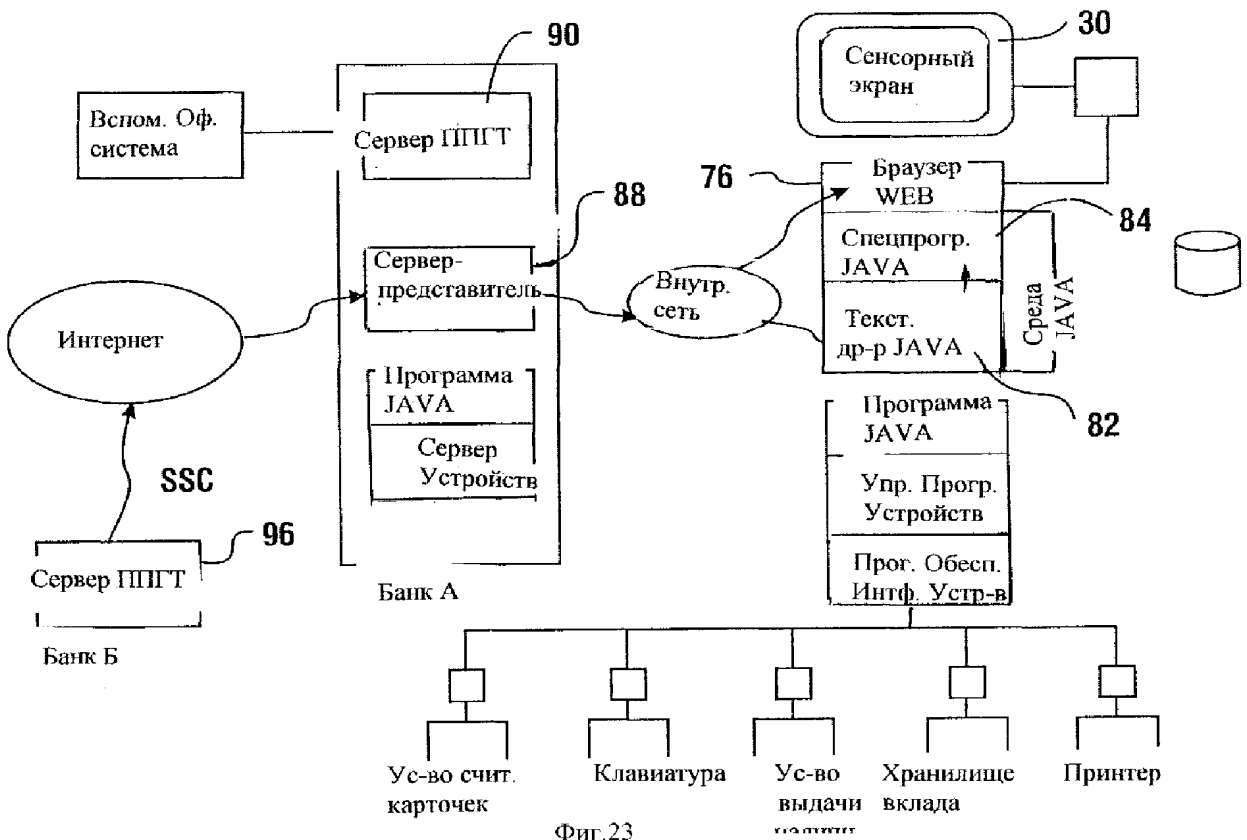 90
30
Сенсорный
экран
Вспом. Оф.
система
Сервер ППГТ
76
Браузер
WEB
88
84
Спецпрогр.
JAVA
Сервер-
представитель
Внутр.
сеть
Среда
JAVA
Интернет
Текст.
др-р JAVA
Программа
JAVA
82
Программа
JAVA
Сервер
Устройств
SSC
Упр. Прогр.
Устройств
96
Сервер ППГТ
Прог. Обесп.
Интф. Устр-в
Банк А
Банк Б
Ус-во счит.
карточек
Клавиатура
Ус-во
выдачи
Хранилище
вклада
Принтер
Фиг.23